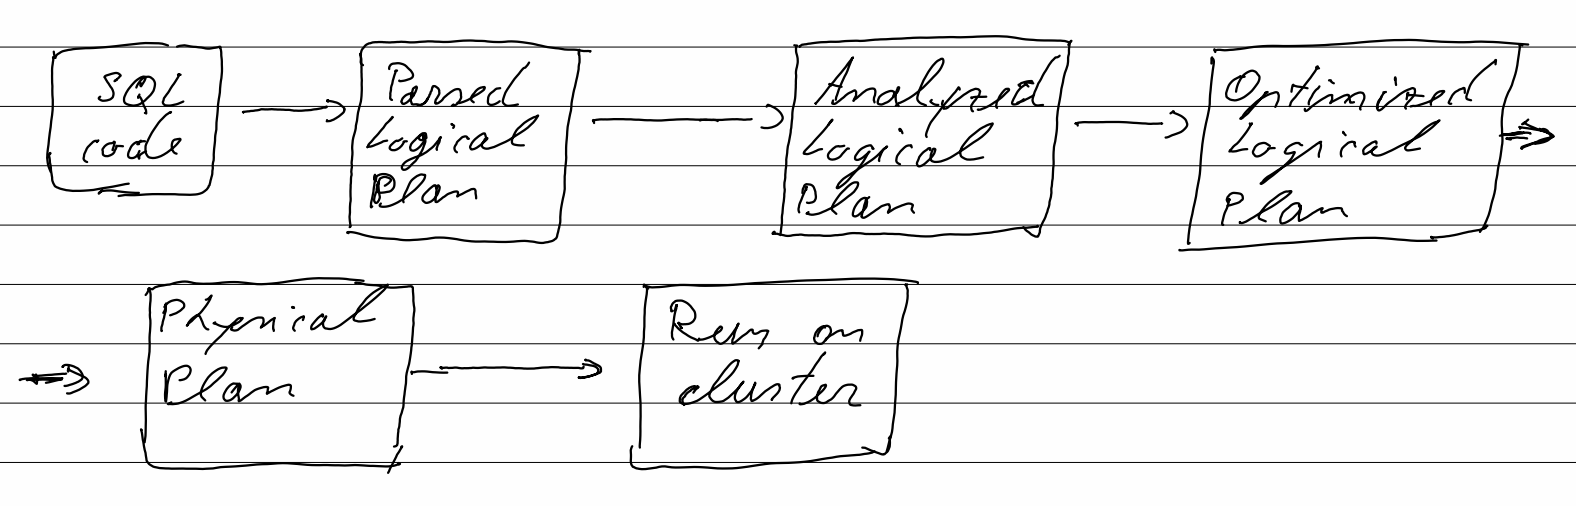 SQL
code
Parsed
Logical
Plan
Analyzed
Logical
Plan
Optimized
Logical
Plan
Physical
Plan
Run on
cluster